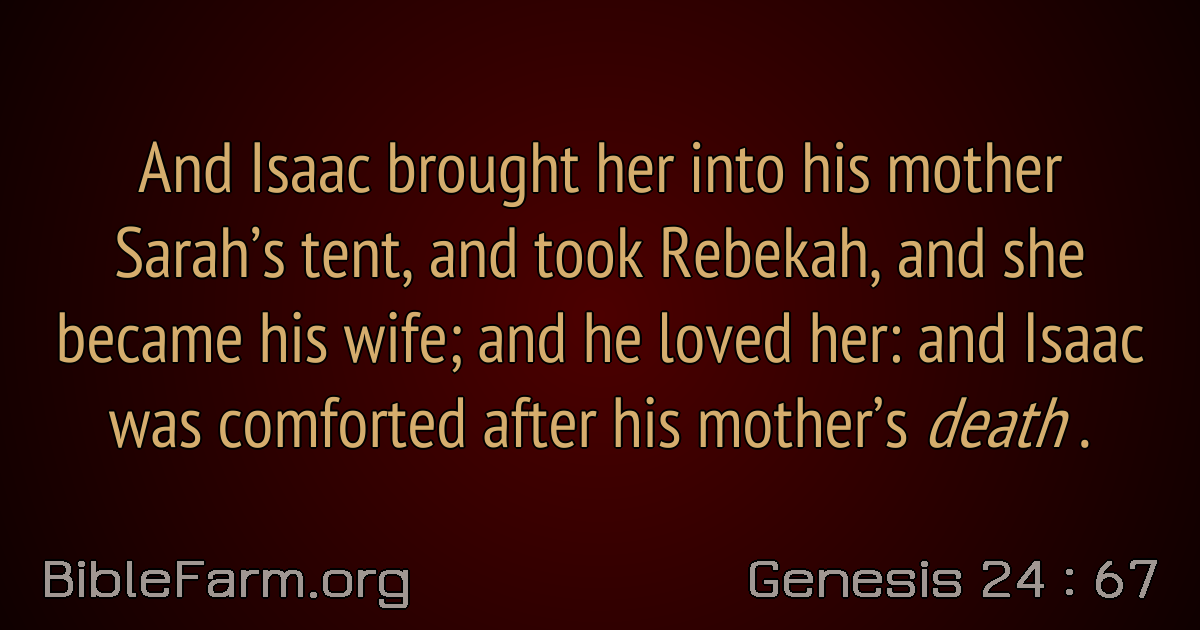 And Isaac brought her into his mother
Sarah’s tent, and took Rebekah, and she
became his wife; and he loved her: and Isaac
was comforted after his mother’s death .
BibleFarm.org
Genesis 24 : 67